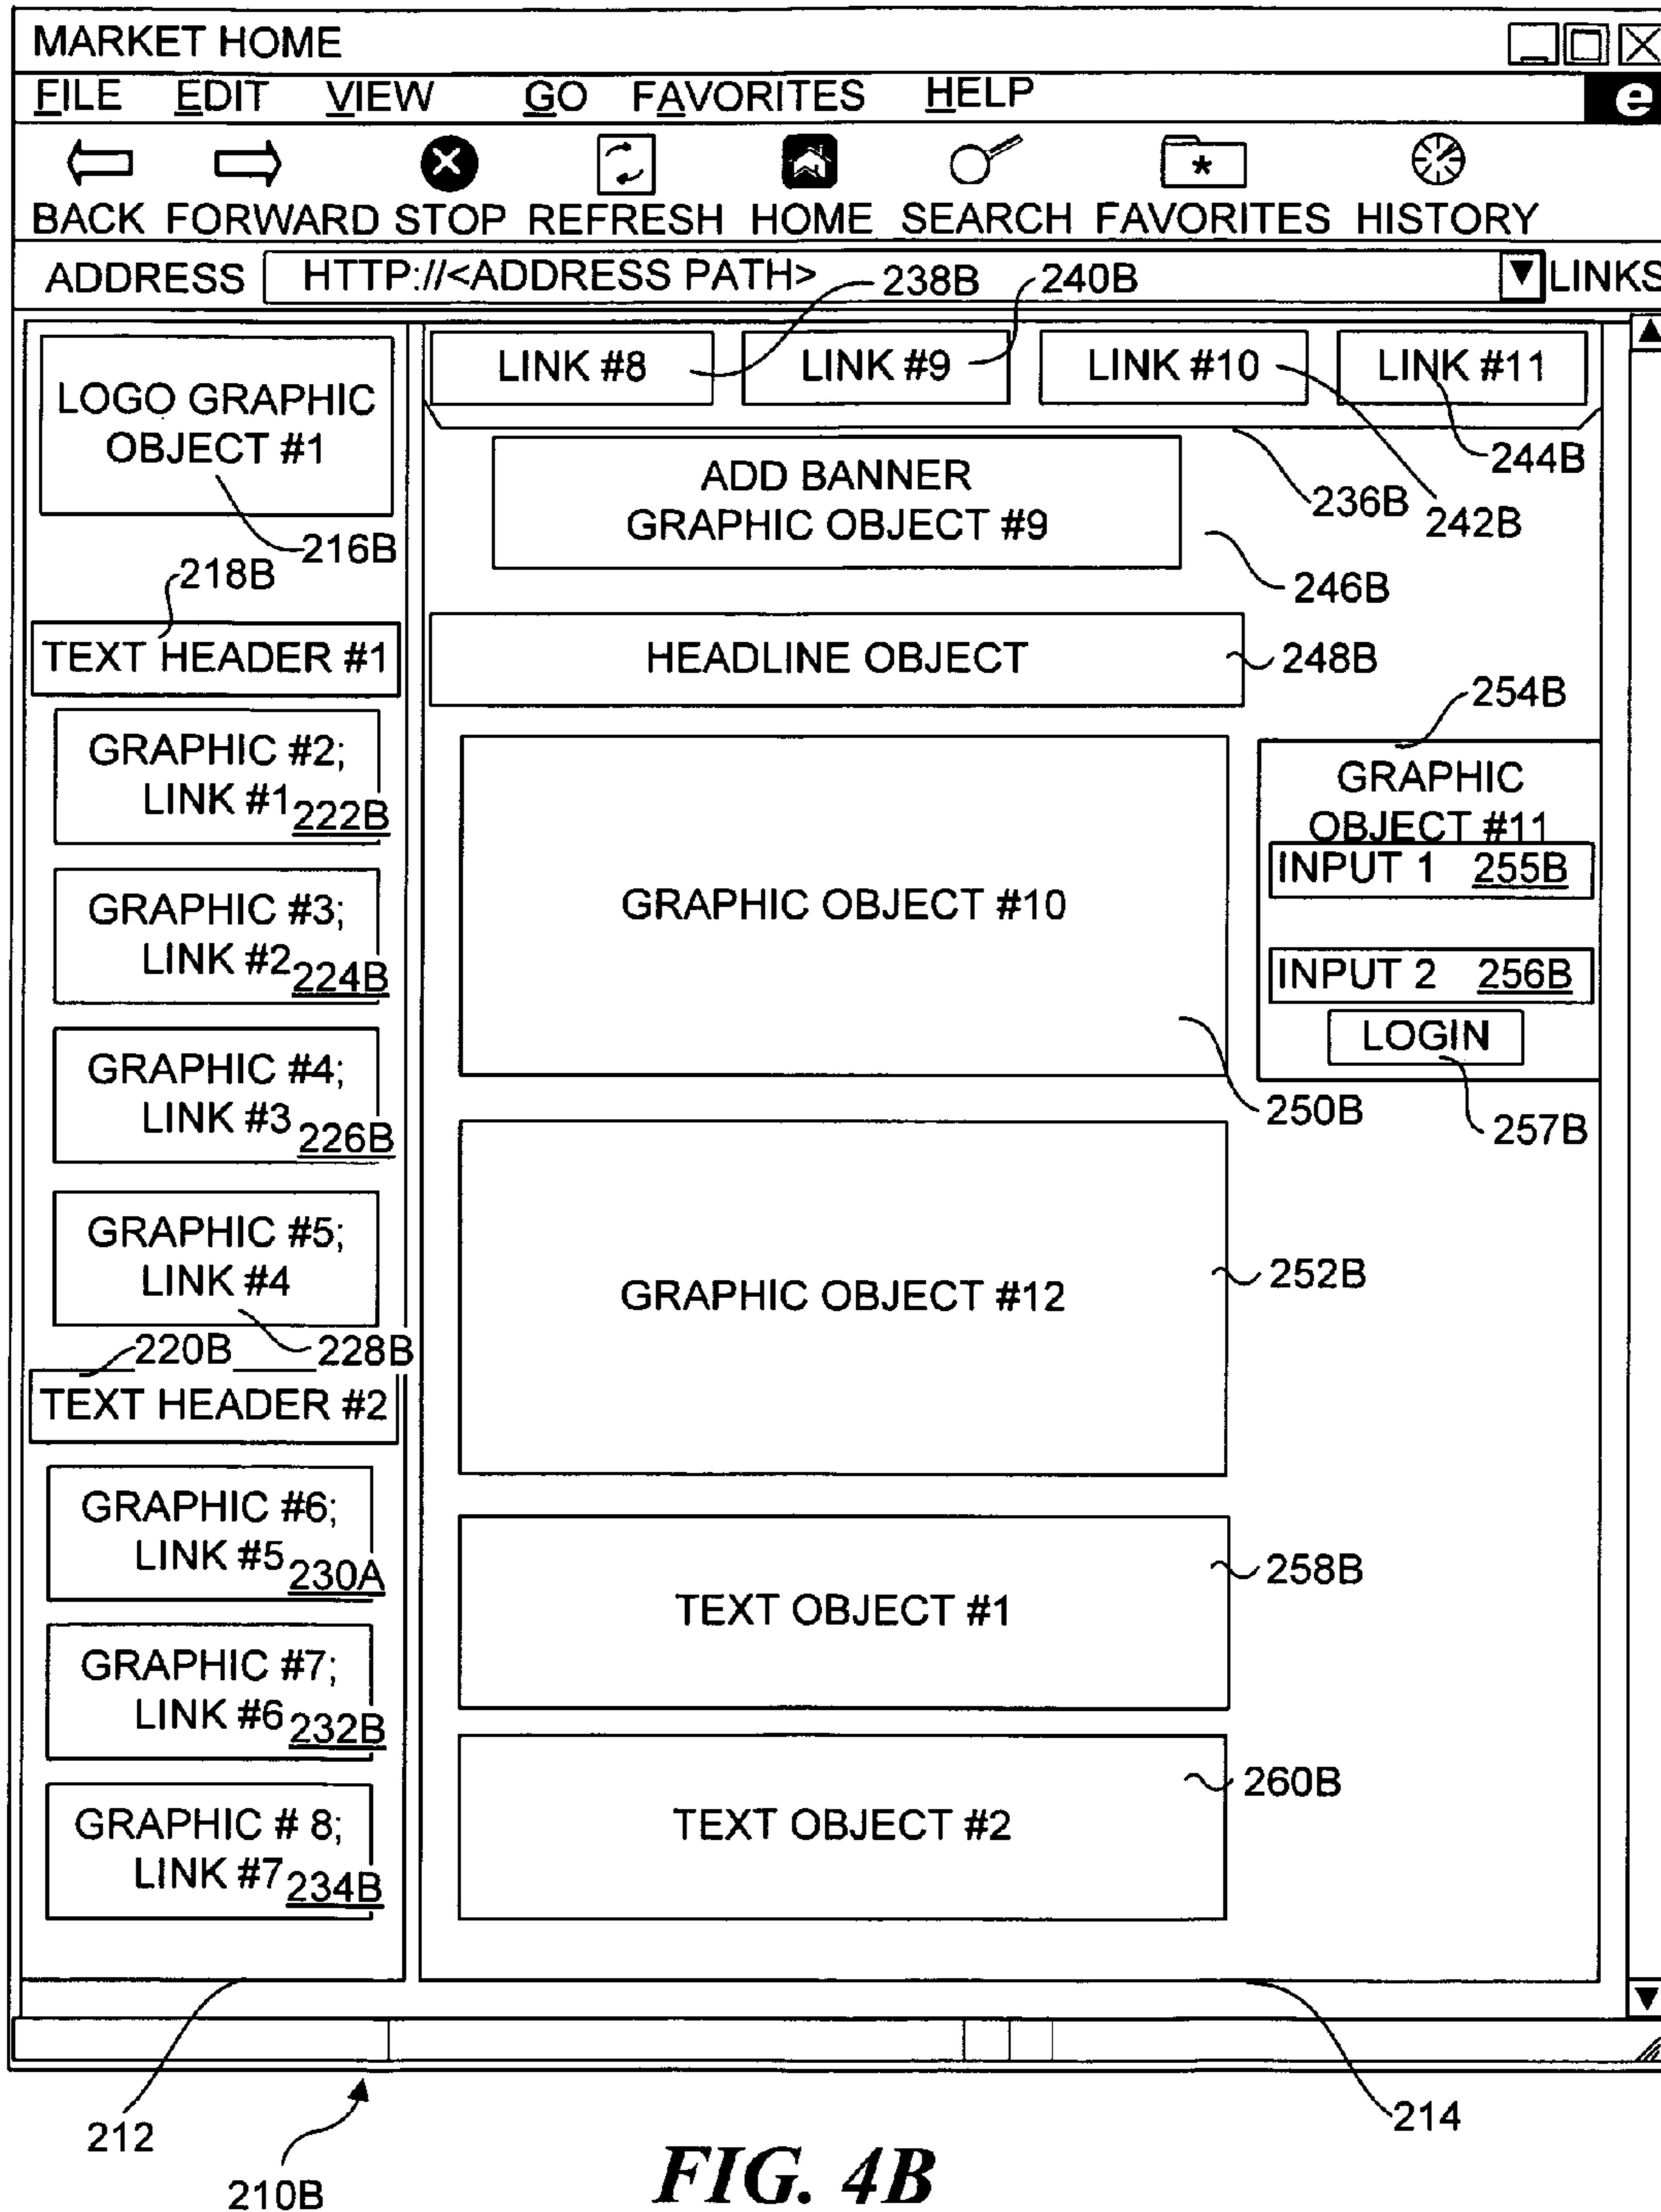 MARKET HOME
FILE EDIT VIEW GO FAVORITES HELP
e
BACK FORWARD STOP REFRESH HOME SEARCH FAVORITES HISTORY
ADDRESS HTTP://<ADDRESS PATH> 238B 240B LINKS
LOGO GRAPHIC
OBJECT #1
216B
218B
TEXT HEADER #1
GRAPHIC #2;
LINK #1 222B
GRAPHIC #3;
LINK #2 224B
GRAPHIC #4;
LINK #3 226B
GRAPHIC #5;
LINK #4
220B 228B
TEXT HEADER #2
GRAPHIC #6;
LINK #5 230A
GRAPHIC #7;
LINK #6 232B
GRAPHIC # 8;
LINK #7 234B
LINK #8 LINK #9 LINK #10 LINK #11
244B
236B 242B
ADD BANNER
GRAPHIC OBJECT #9
246B
HEADLINE OBJECT 248B
254B
GRAPHIC OBJECT #10
250B
GRAPHIC
OBJECT #11
INPUT 1 255B
INPUT 2 256B
LOGIN
257B
GRAPHIC OBJECT #12 252B
TEXT OBJECT #1 258B
TEXT OBJECT #2 260B
212 214
210B
FIG. 4B